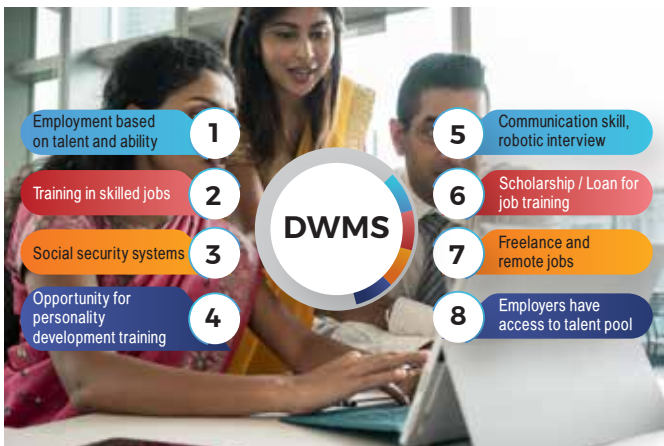 Employment based
on talent and ability
1
Training in skilled jobs
2
Social security systems
3
Opportunity for
personality
development training
4
DWMS
5
Communication skill,
robotic interview
6
Scholarship / Loan for
job training
7
Freelance and
remote jobs
8
Employers have
access to talent pool